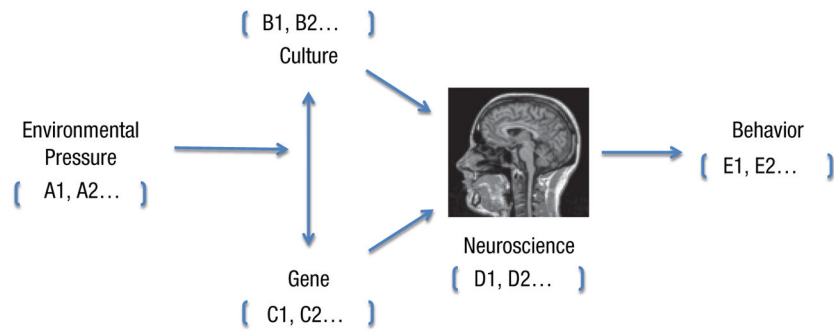 [ B1, B2… ]
Culture
Environmental
Pressure
[ A1, A2… ]
Behavior
[ E1, E2… ]
Neuroscience
[ D1, D2… ]
Gene
[ C1, C2… ]